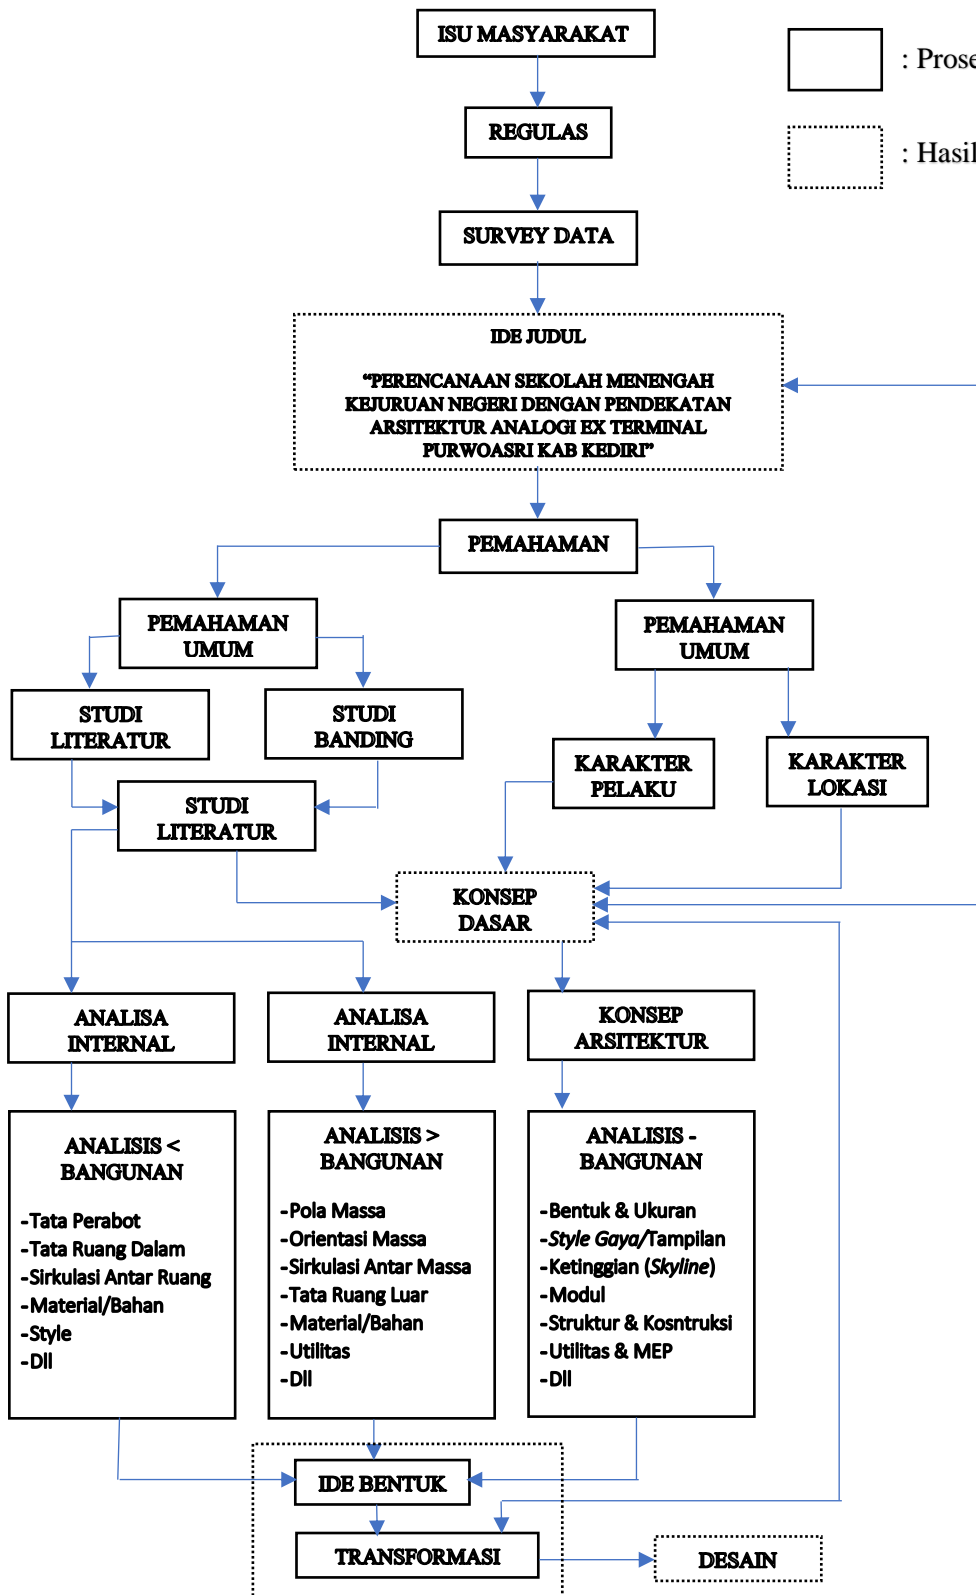 ISU MASYARAKAT
: Prose
REGULAS
: Hasil
SURVEY DATA
IDE JUDUL
“PERENCANAAN SEKOLAH MENENGAH
KEJURUAN NEGERI DENGAN PENDEKATAN
ARSITEKTUR ANALOGI EX TERMINAL
PURWOASRI KAB KEDIRI”
PEMAHAMAN
PEMAHAMAN
UMUM
PEMAHAMAN
UMUM
STUDI
LITERATUR
STUDI
BANDING
KARAKTER
PELAKU
KARAKTER
LOKASI
STUDI
LITERATUR
KONSEP
DASAR
ANALISA
INTERNAL
ANALISA
INTERNAL
KONSEP
ARSITEKTUR
ANALISIS <
BANGUNAN
-Tata Perabot
-Tata Ruang Dalam
-Sirkulasi Antar Ruang
-Material/Bahan
-Style
-Dll
ANALISIS >
BANGUNAN
-Pola Massa
-Orientasi Massa
-Sirkulasi Antar Massa
-Tata Ruang Luar
-Material/Bahan
-Utilitas
-Dll
ANALISIS -
BANGUNAN
-Bentuk & Ukuran
-Style Gaya/Tampilan
-Ketinggian (Skyline)
-Modul
-Struktur & Kosntruksi
-Utilitas & MEP
-Dll
IDE BENTUK
TRANSFORMASI
DESAIN